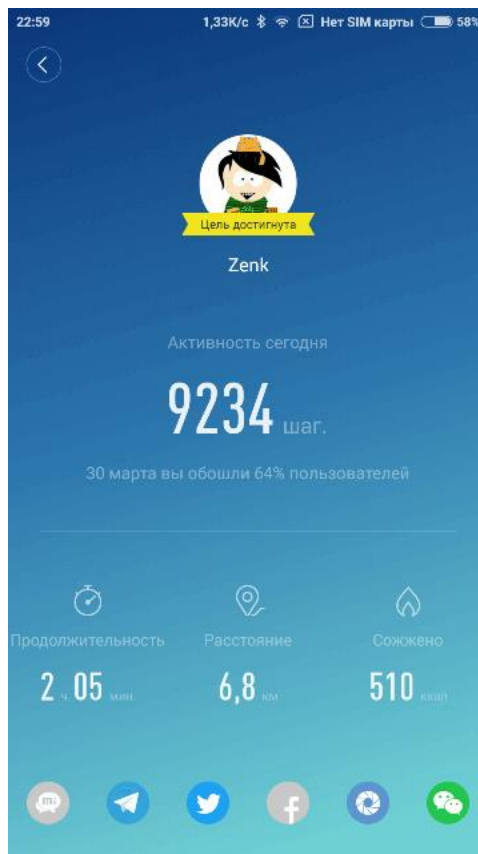 22:59 1,33К/с Нет SIM карты 58%
Цель достигнута
Zenk
Активность сегодня
9234 шаг.
30 марта вы обошли 64% пользователей
Продолжительность Расстояние Сожжено
2 ч 05 мин. 6,8 км 510 ккал
mi